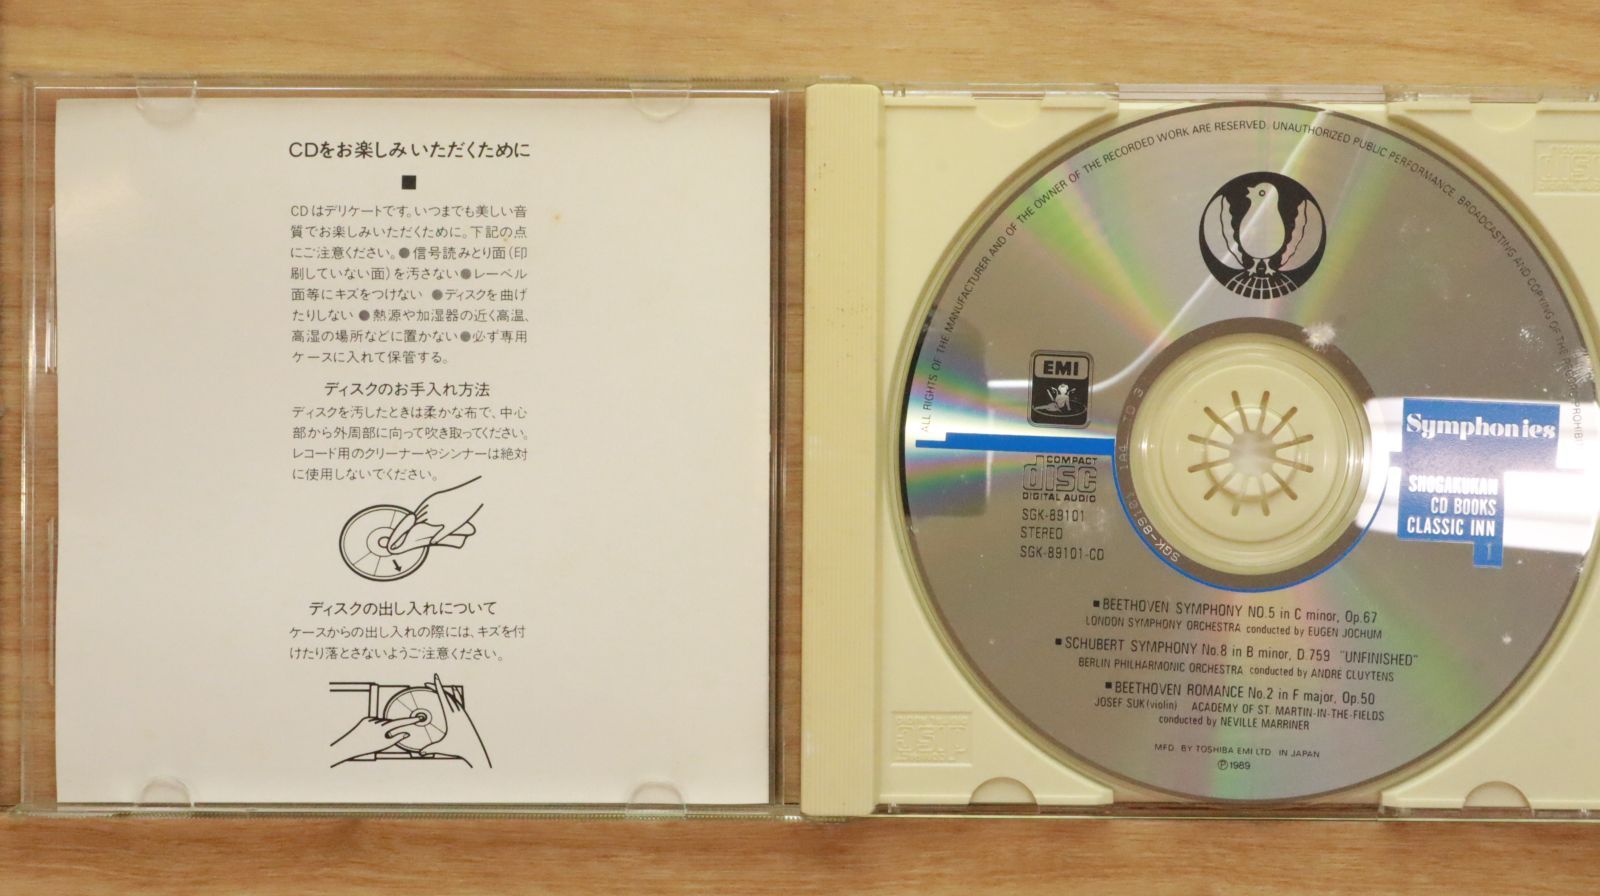 CDをお楽しみいただくために
■
CDはデリケートです。いつまでも美しい音
質でお楽しみいただくために。下記の点
にご注意ください。●信号読みとり面(印
刷していない面)を汚さない●レーベル
面等にキズをつけない ●ディスクを曲げ
たりしない ●熱源や加湿器の近く高温、
高湿の場所などに置かない●必ず専用
ケースに入れて保管する。
ディスクのお手入れ方法
ディスクを汚したときは柔かな布で、中心
部から外周部に向って吹き取ってください。
レコード用のクリーナーやシンナーは絶対
に使用しないでください。
ディスクの出し入れについて
ケースからの出し入れの際には、キズを付
けたり落とさないようご注意ください。
ALL RIGHTS OF THE MANUFACTURER AND OF THE OWNER OF THE RECORDED WORK ARE RESERVED. UNAUTHORIZED PUBLIC PERFORMANCE. BROADCASTING AND COPYING OF THE
EMI
COMPACT
disc
DIGITAL AUDIO
SGK-89101
STEREO
SGK-89101-CD
1A4 TO 3
Symphonies
SHOGAKUKAN
CD BOOKS
CLASSIC INN
1
■BEETHOVEN SYMPHONY NO.5 in C minor, Op.67
LONDON SYMPHONY ORCHESTRA conducted by EUGEN JOCHUM
■SCHUBERT SYMPHONY No.8 in B minor, D.759 "UNFINISHED"
BERLIN PHILHARMONIC ORCHESTRA conducted by ANDRE CLUYTENS
■BEETHOVEN ROMANCE No.2 in F major, Op.50
JOSEF SUK(violin) ACADEMY OF ST. MARTIN-IN-THE-FIELDS
conducted by NEVILLE MARRINER
MFD. BY TOSHIBA EMI LTD. IN JAPAN
Ⓟ1989